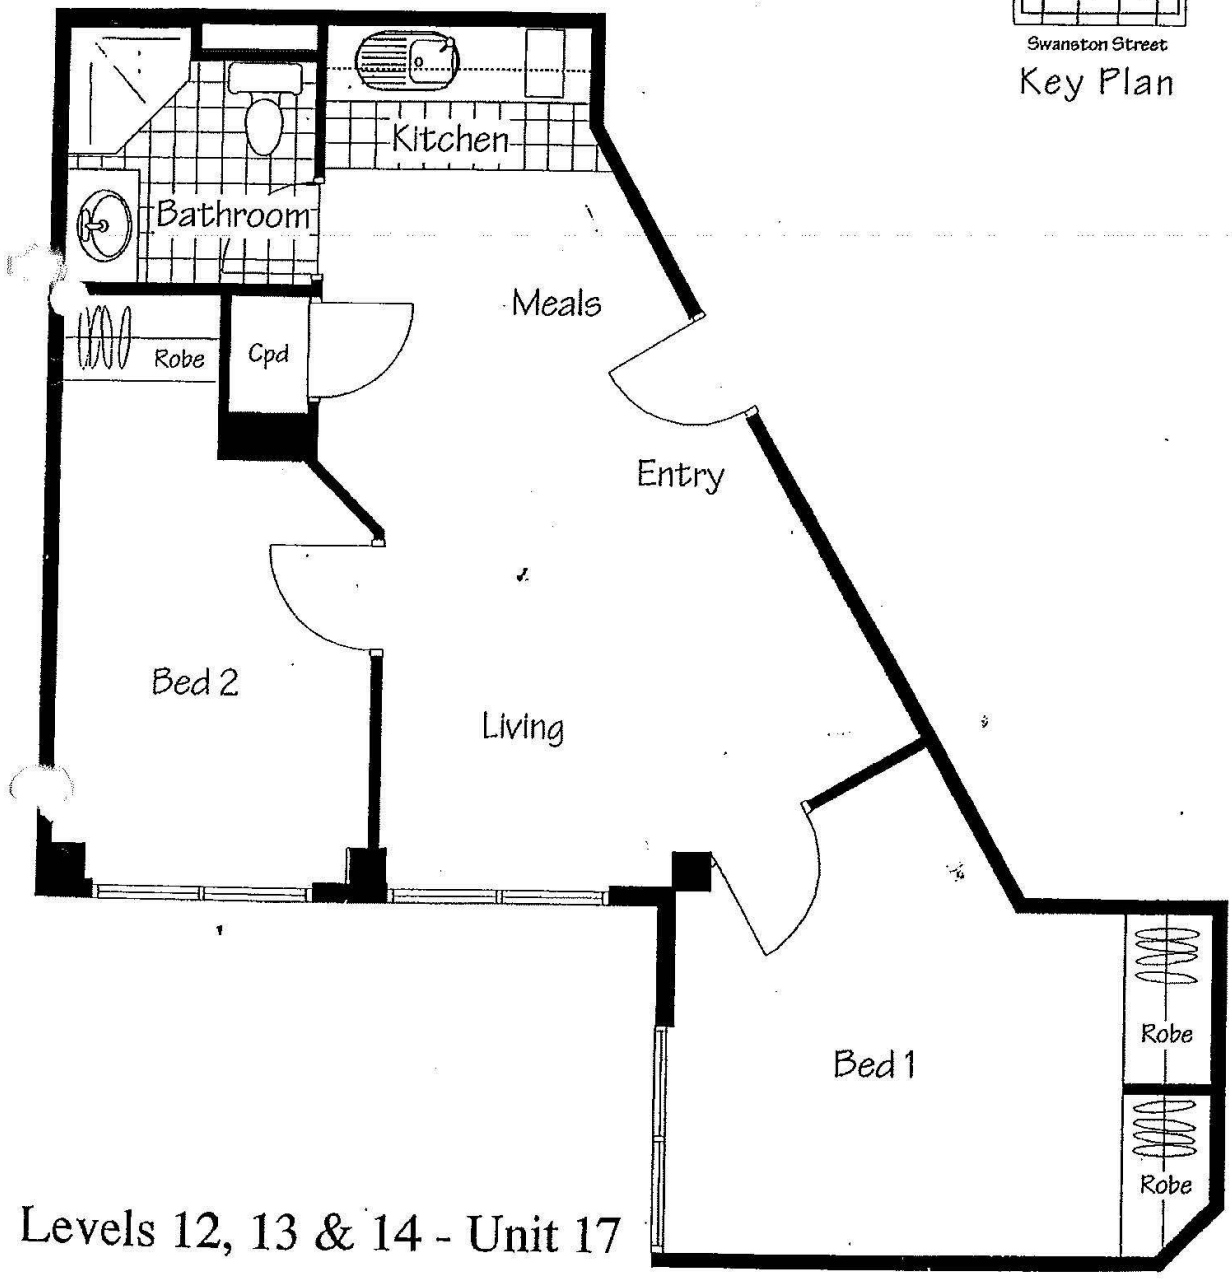 Swanston Street
Key Plan
Kitchen
Bathroom
Meals
Robe
Cpd
Entry
Bed 2
Living
Bed 1
Robe
Robe
Levels 12, 13 & 14 - Unit 17